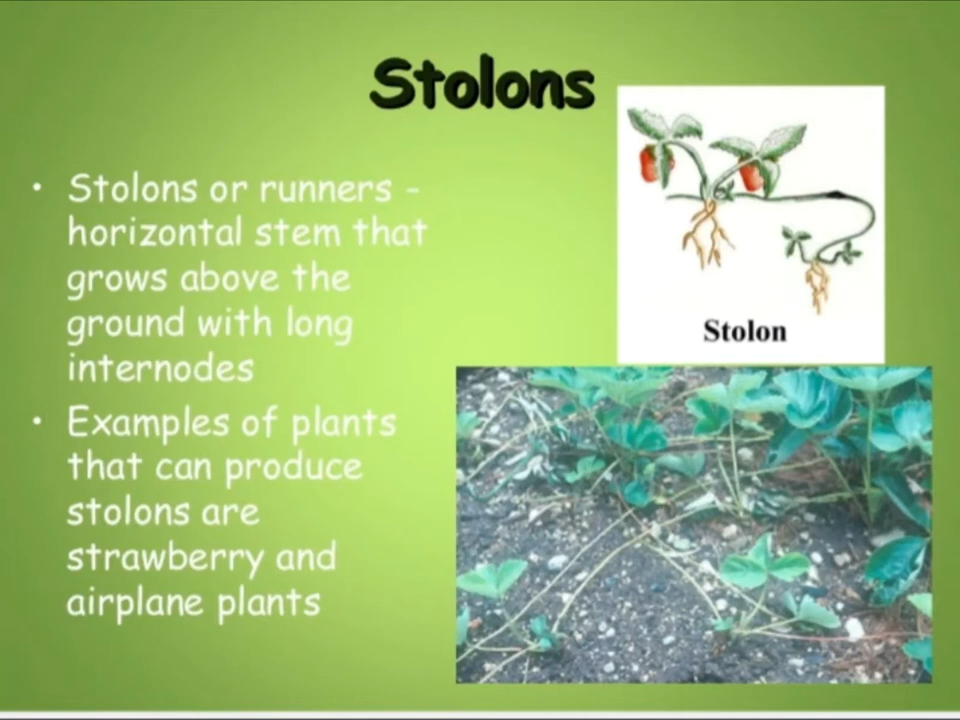 Stolons
• Stolons or runners -
horizontal stem that
grows above the
ground with long
internodes
• Examples of plants
that can produce
stolons are
strawberry and
airplane plants
Stolon